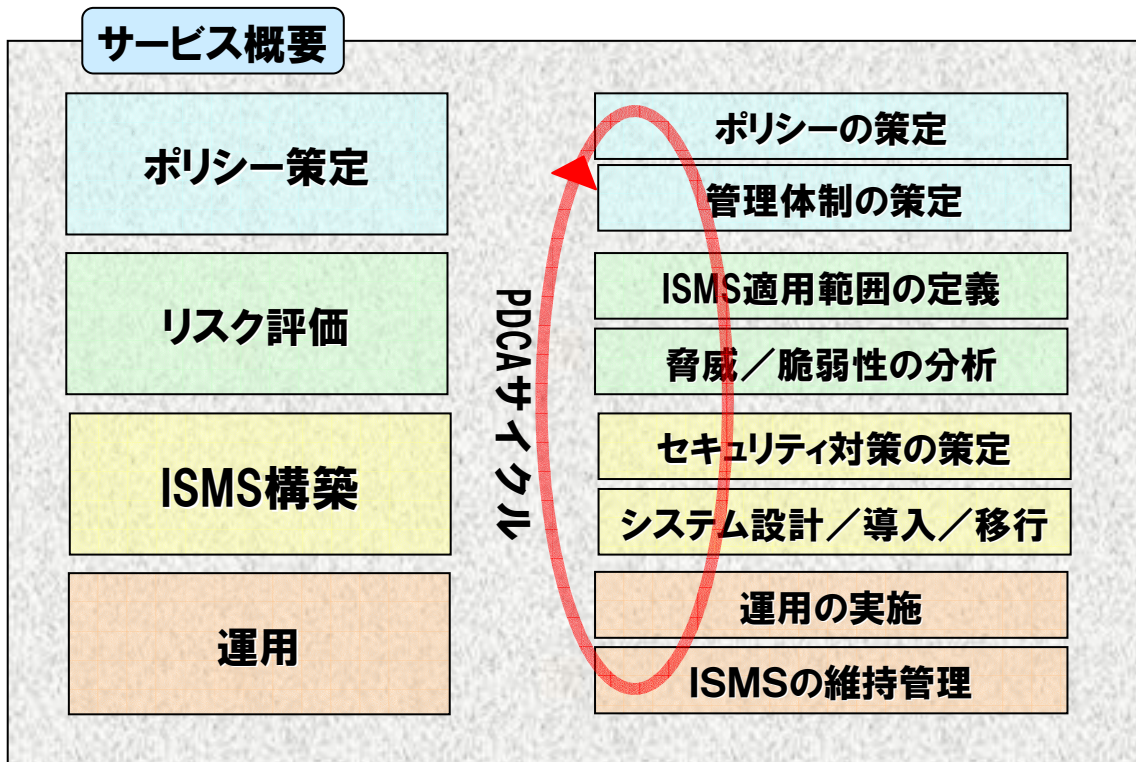 サービス概要
ポリシー策定
リスク評価
ISMS構築
運用
PDCAサイクル
ポリシーの策定
管理体制の策定
ISMS適用範囲の定義
脅威／脆弱性の分析
セキュリティ対策の策定
システム設計／導入／移行
運用の実施
ISMSの維持管理